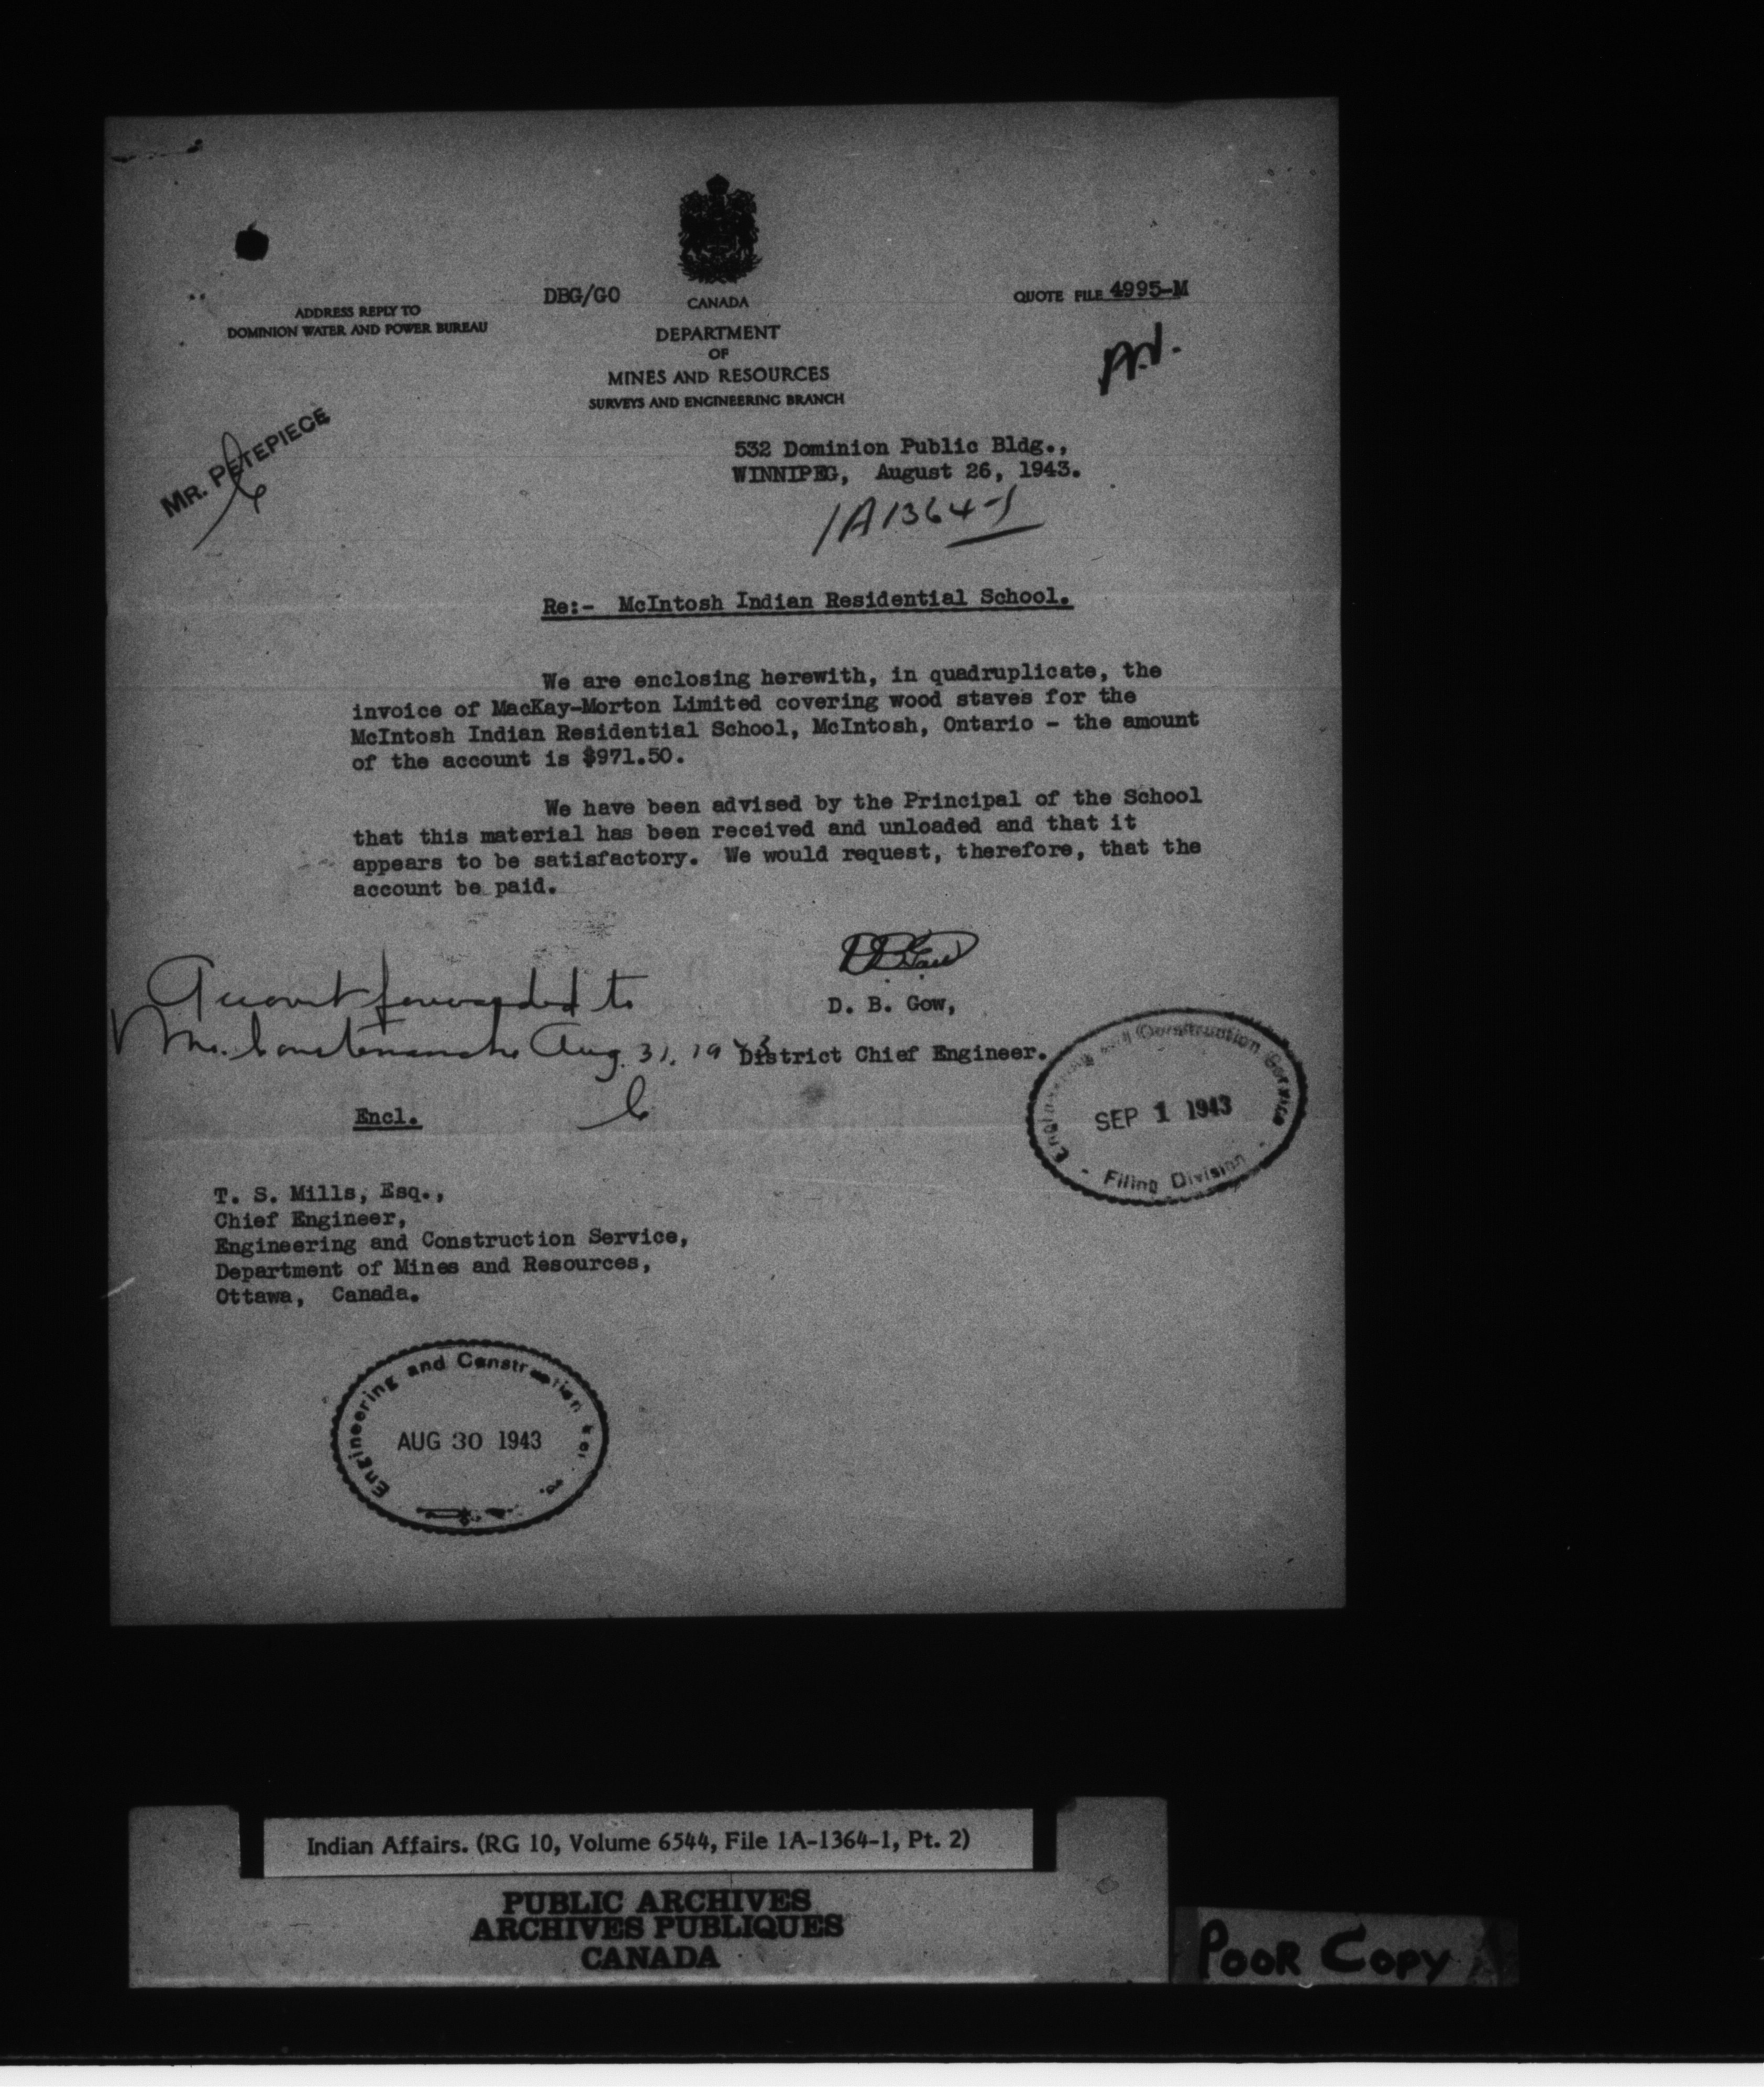 DBG/GO
CANADA
QUOTE FILE 4995-M
ADDRESS REPLY TO
DOMINION WATER AND POWER BUREAU
DEPARTMENT
OF
MINES AND RESOURCES
SURVEYS AND ENGINEERING BRANCH
MR. PETEPIECE
532 Dominion Public Bldg.,
WINNIPEG, August 26, 1943.
1A1364-1
Re:- McIntosh Indian Residential School.
We are enclosing herewith, in quadruplicate, the
invoice of MacKay-Morton Limited covering wood staves for the
McIntosh Indian Residential School, McIntosh, Ontario - the amount
of the account is $971.50.
We have been advised by the Principal of the School
that this material has been received and unloaded and that it
appears to be satisfactory. We would request, therefore, that the
account be paid.
DBGow
D. B. Gow,
District Chief Engineer.
Account forwarded to
Mr. Aug. 31. 1943
Encl.
Engineering and Construction Service
SEP 1 1943
Filing Division
T. S. Mills, Esq.,
Chief Engineer,
Engineering and Construction Service,
Department of Mines and Resources,
Ottawa, Canada.
Engineering and Construction
AUG 30 1943
Indian Affairs. (RG 10, Volume 6544, File 1A-1364-1, Pt. 2)
PUBLIC ARCHIVES
ARCHIVES PUBLIQUES
CANADA
POOR COPY